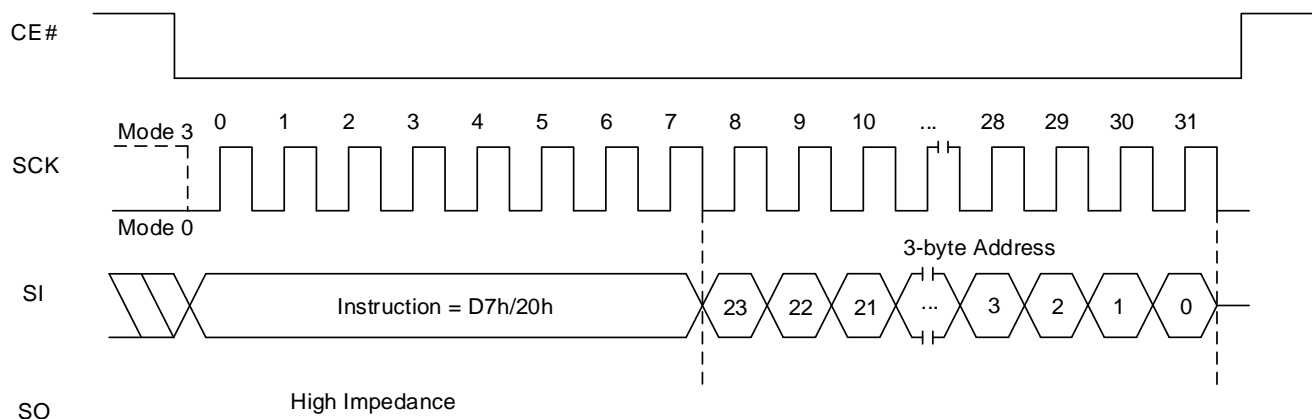 CE#
0 1 2 3 4 5 6 7 8 9 10 ... 28 29 30 31
Mode 3
SCK
Mode 0
3-byte Address
SI Instruction = D7h/20h 23 22 21 ... 3 2 1 0
High Impedance
SO